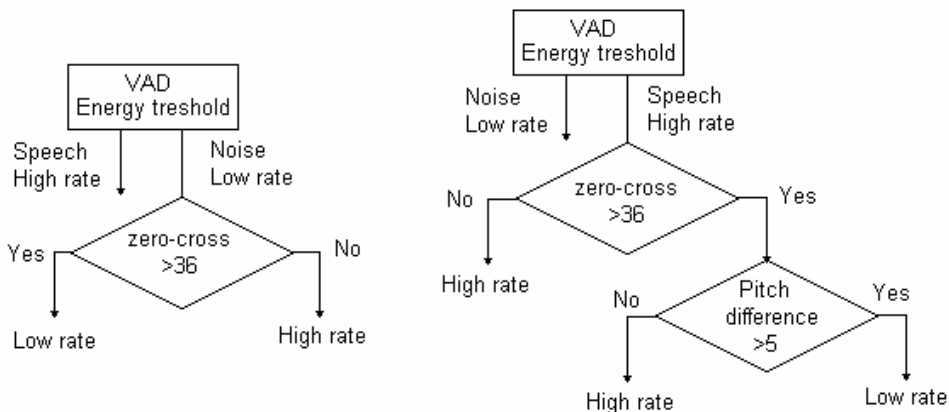 VAD
Energy treshold
Speech
High rate
Noise
Low rate
zero-cross
>36
Yes
No
Low rate
High rate
VAD
Energy treshold
Noise
Low rate
Speech
High rate
zero-cross
>36
No
Yes
High rate
Pitch
difference
>5
No
Yes
High rate
Low rate